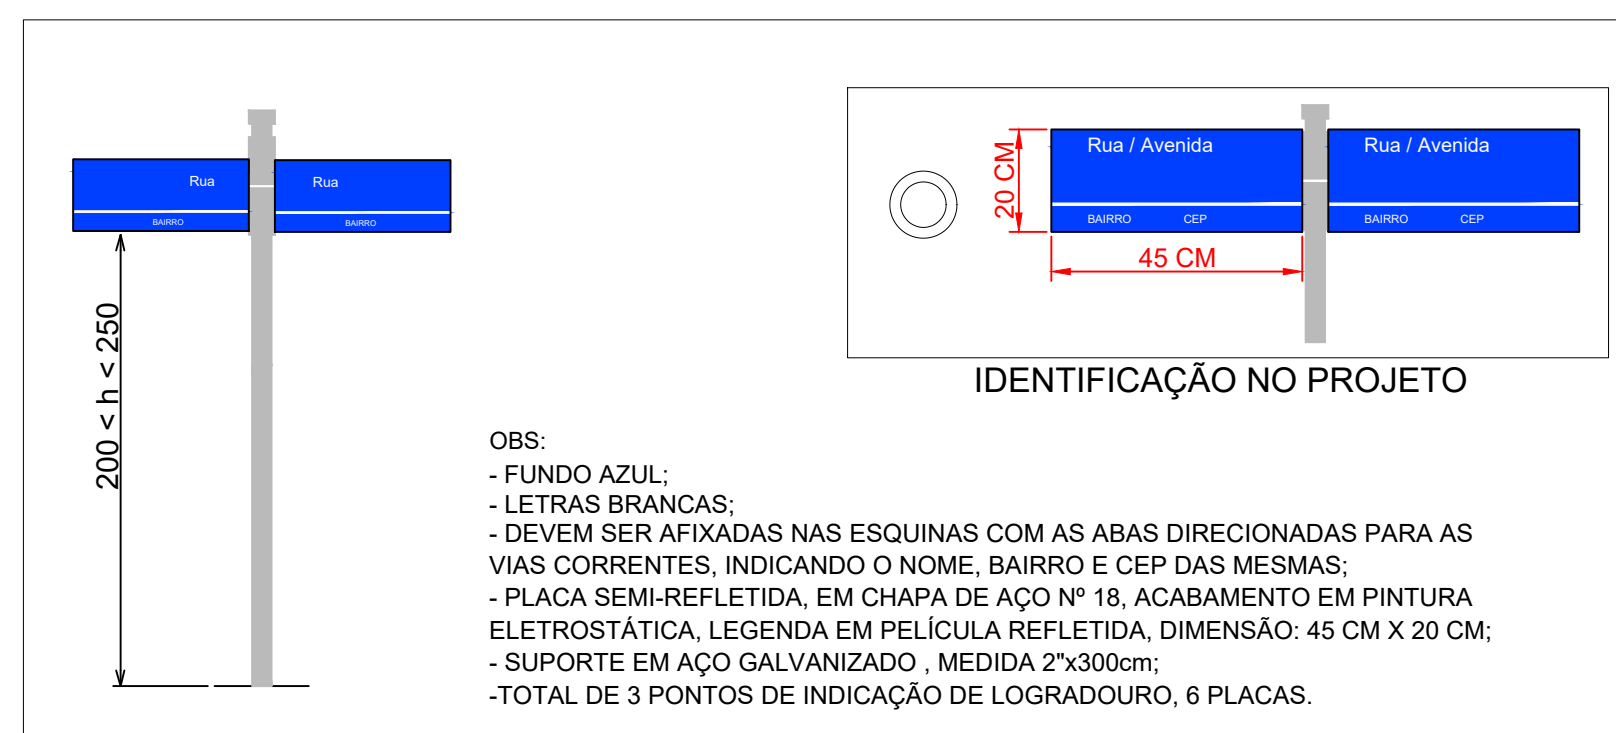 Rua
Rua
BAIRRO
BAIRRO
200 < h < 250
Rua / Avenida
Rua / Avenida
BAIRRO CEP
BAIRRO CEP
20 CM
45 CM
IDENTIFICAÇÃO NO PROJETO
OBS:
- FUNDO AZUL;
- LETRAS BRANCAS;
- DEVEM SER AFIXADAS NAS ESQUINAS COM AS ABAS DIRECIONADAS PARA AS
VIAS CORRENTES, INDICANDO O NOME, BAIRRO E CEP DAS MESMAS;
- PLACA SEMI-REFLETIDA, EM CHAPA DE AÇO Nº 18, ACABAMENTO EM PINTURA
ELETROSTÁTICA, LEGENDA EM PELÍCULA REFLETIDA, DIMENSÃO: 45 CM X 20 CM;
- SUPORTE EM AÇO GALVANIZADO , MEDIDA 2"x300cm;
-TOTAL DE 3 PONTOS DE INDICAÇÃO DE LOGRADOURO, 6 PLACAS.